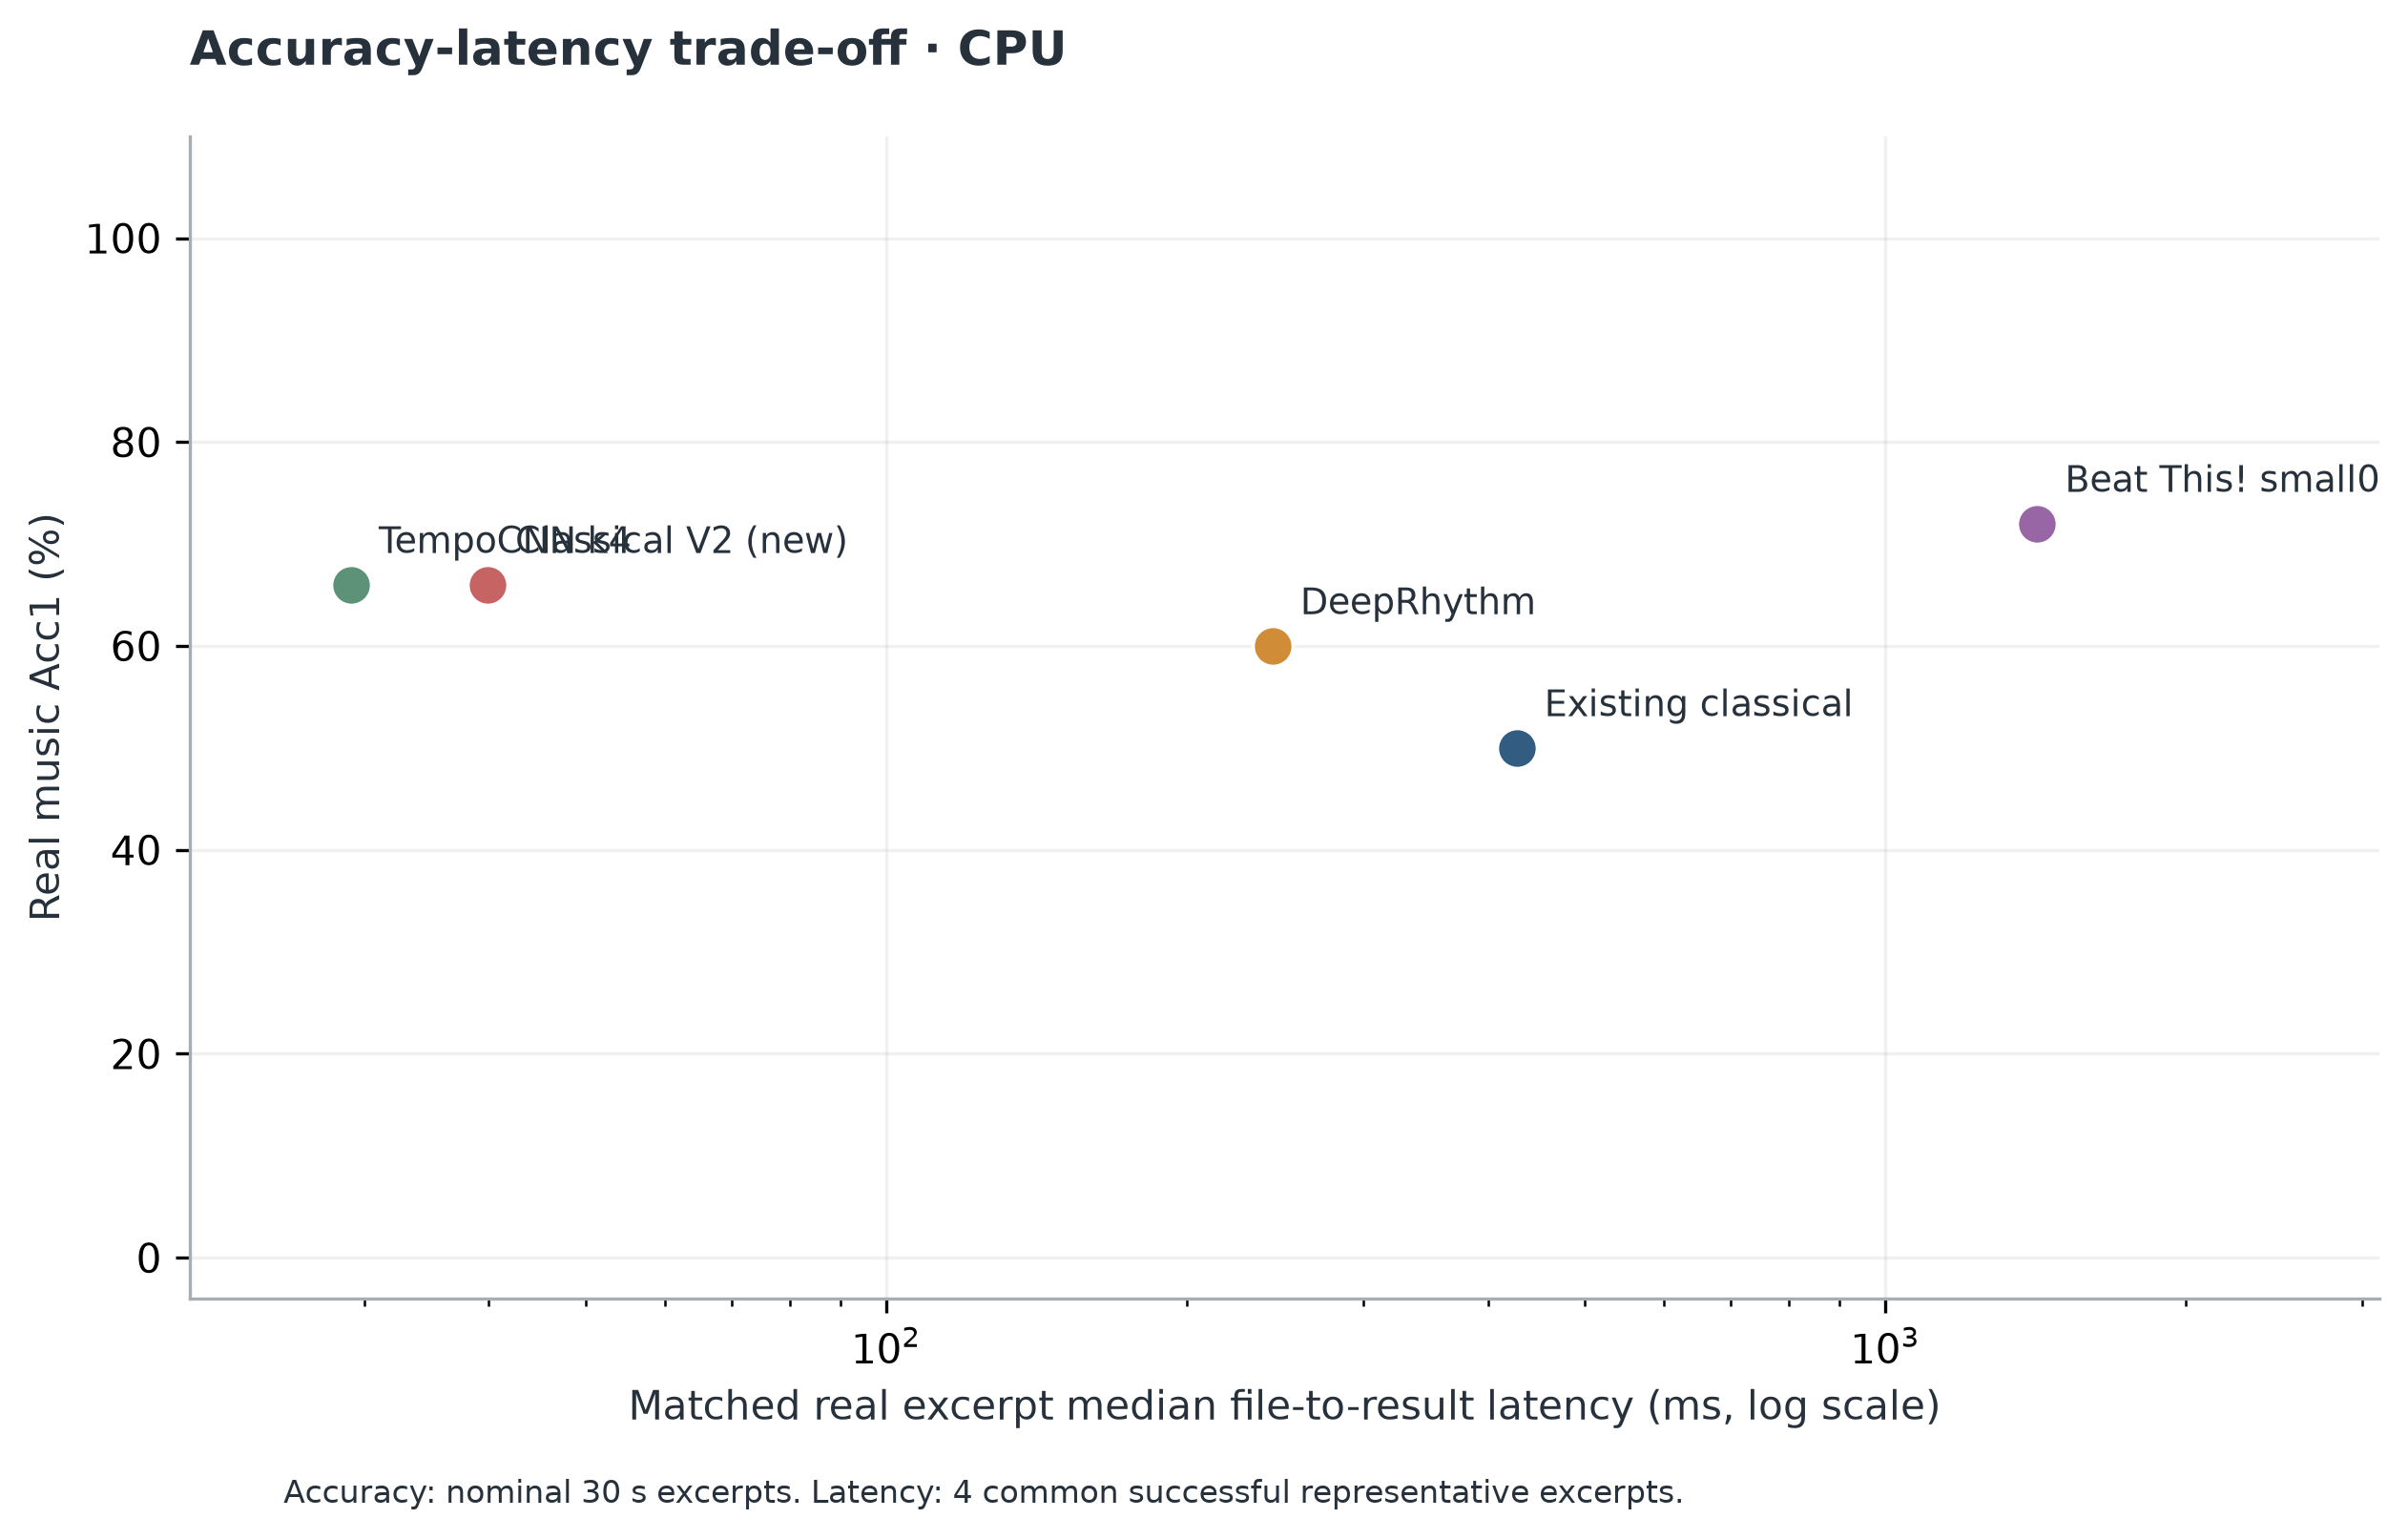 Accuracy-latency trade-off · CPU
Real music Acc1 (%)
100
80
60
40
20
0
Beat This! small0
TempoCNN k4
Classical V2 (new)
DeepRhythm
Existing classical
10²
10³
Matched real excerpt median file-to-result latency (ms, log scale)
Accuracy: nominal 30 s excerpts. Latency: 4 common successful representative excerpts.